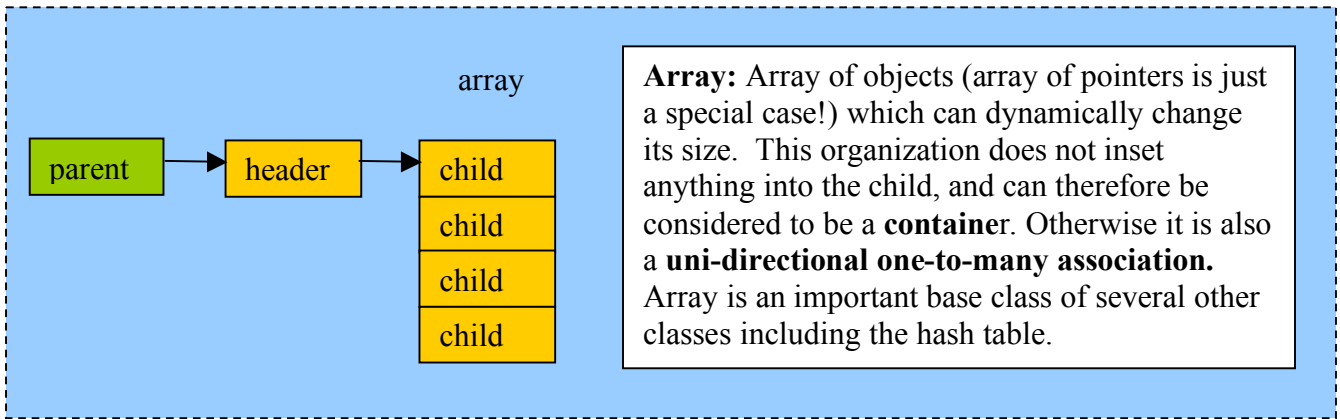 array
parent
header
child
child
child
child
Array: Array of objects (array of pointers is just
a special case!) which can dynamically change
its size.  This organization does not inset
anything into the child, and can therefore be
considered to be a container. Otherwise it is also
a uni-directional one-to-many association.
Array is an important base class of several other
classes including the hash table.